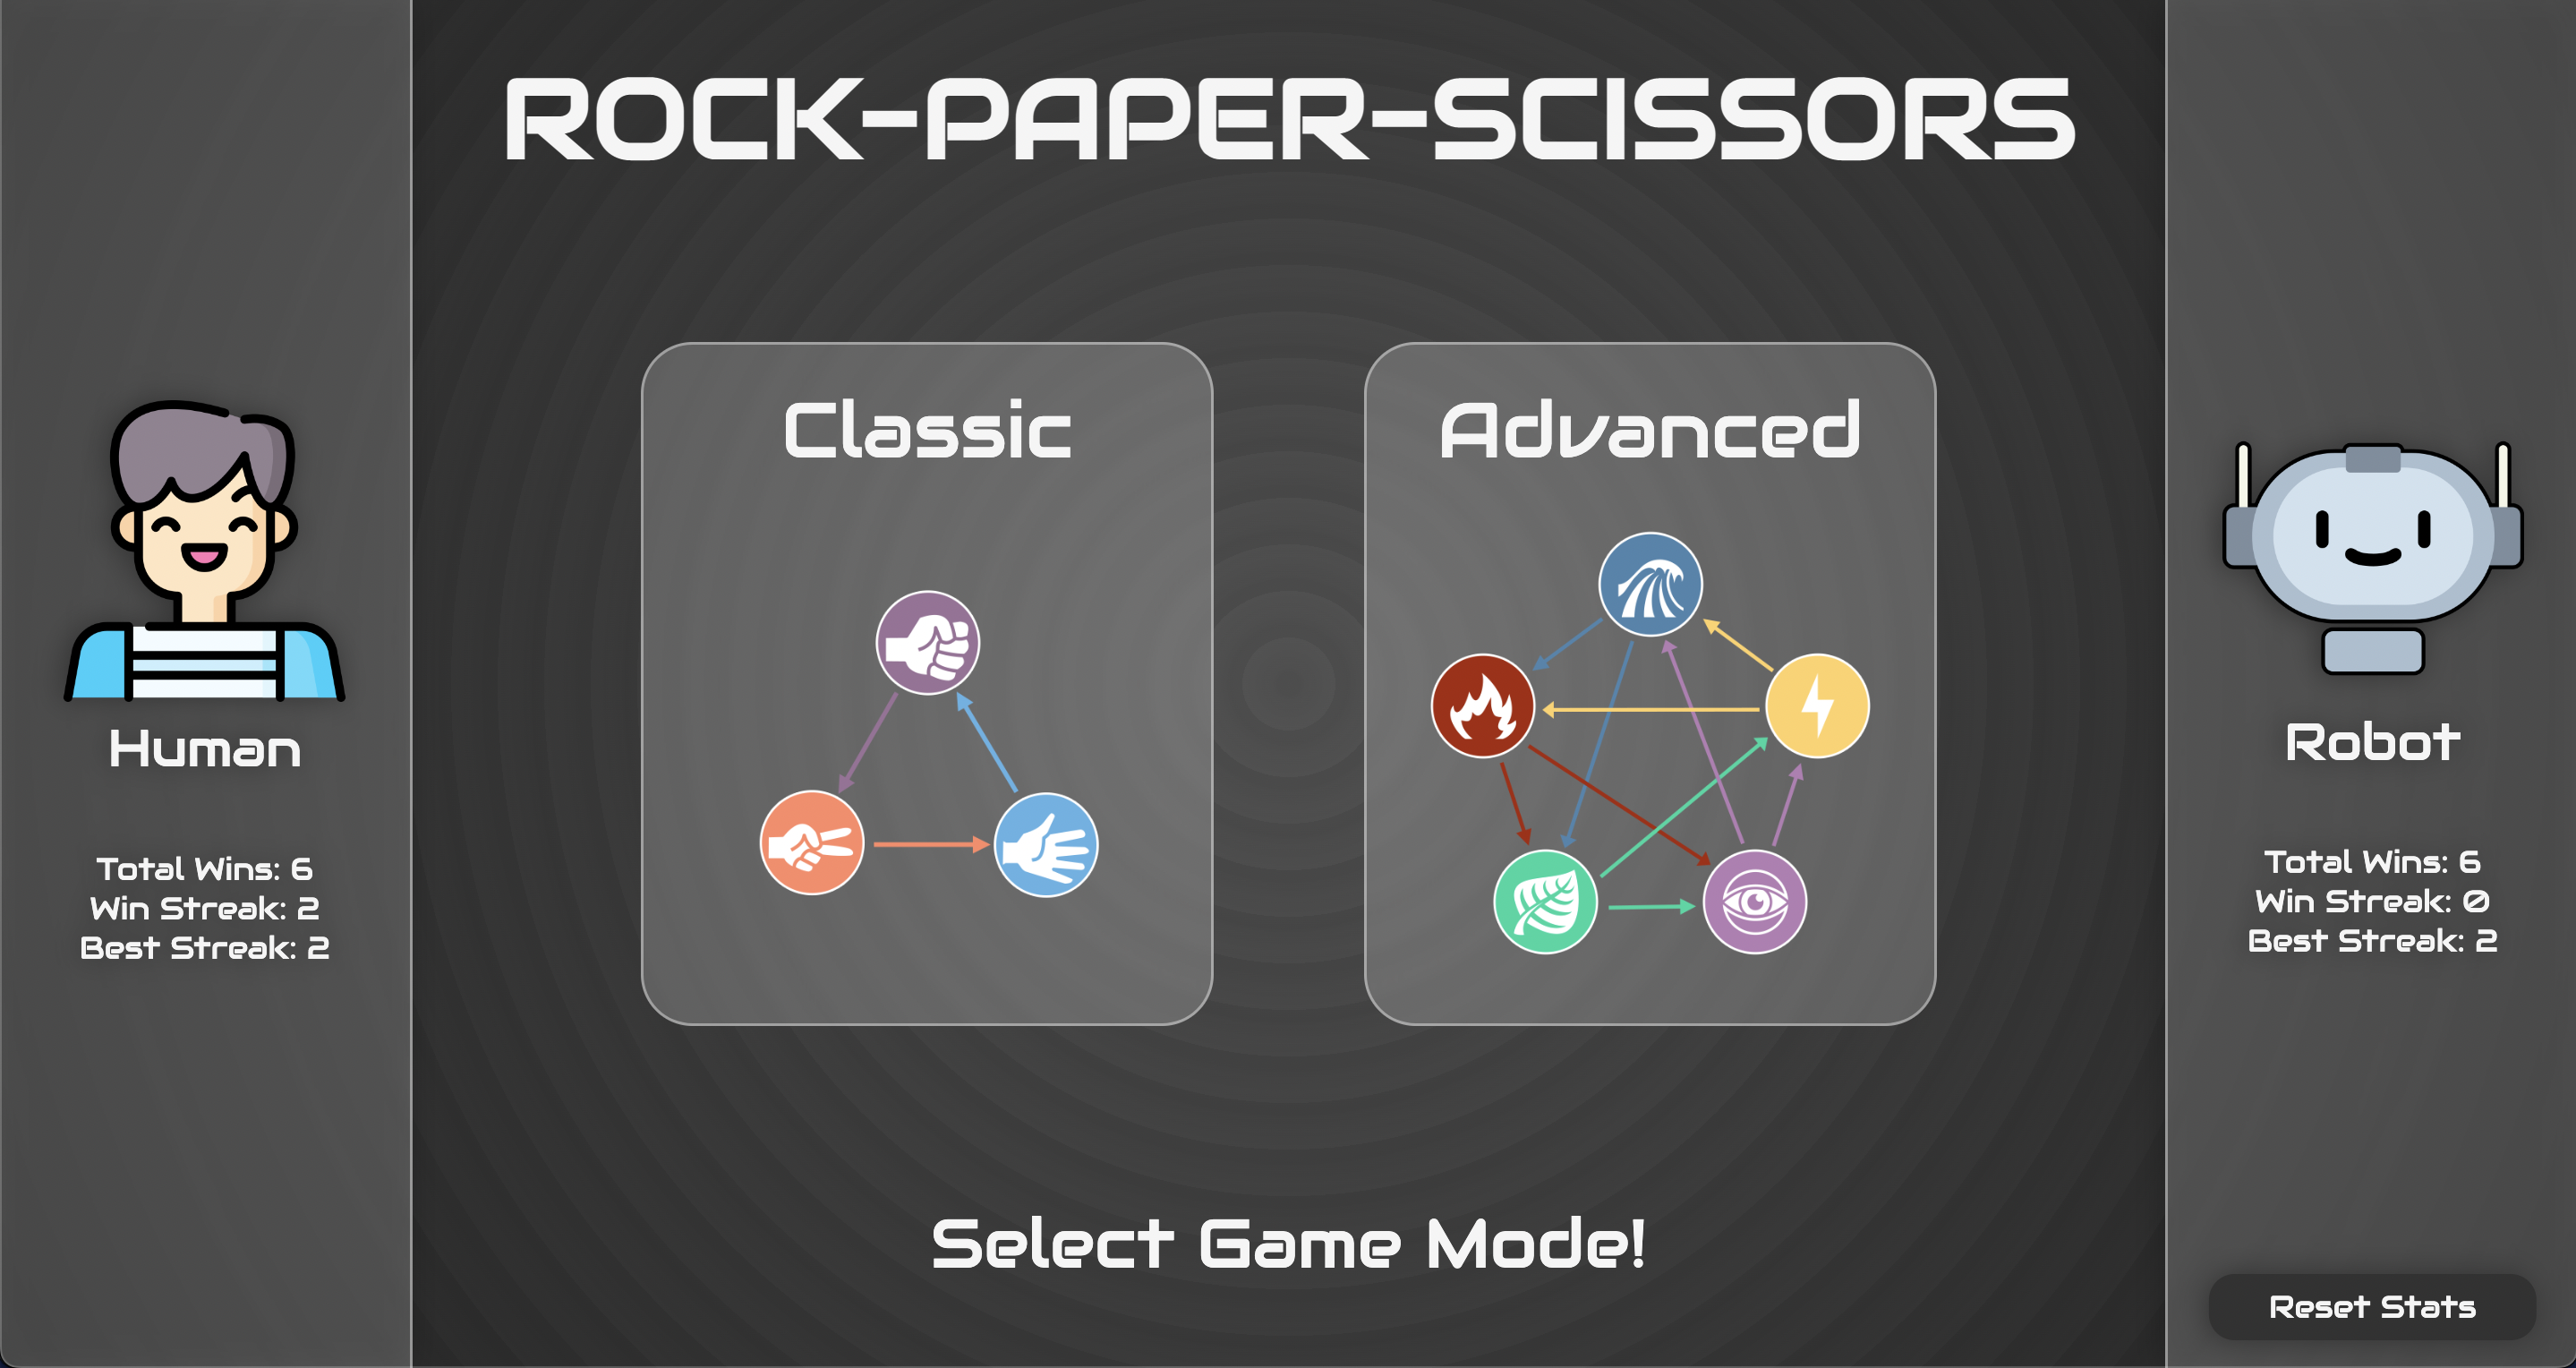 ROCK-PAPER-SCISSORS
Classic
Advanced
Human
Total Wins: 6
Win Streak: 2
Best Streak: 2
Robot
Total Wins: 6
Win Streak: 0
Best Streak: 2
Select Game Mode!
Reset Stats